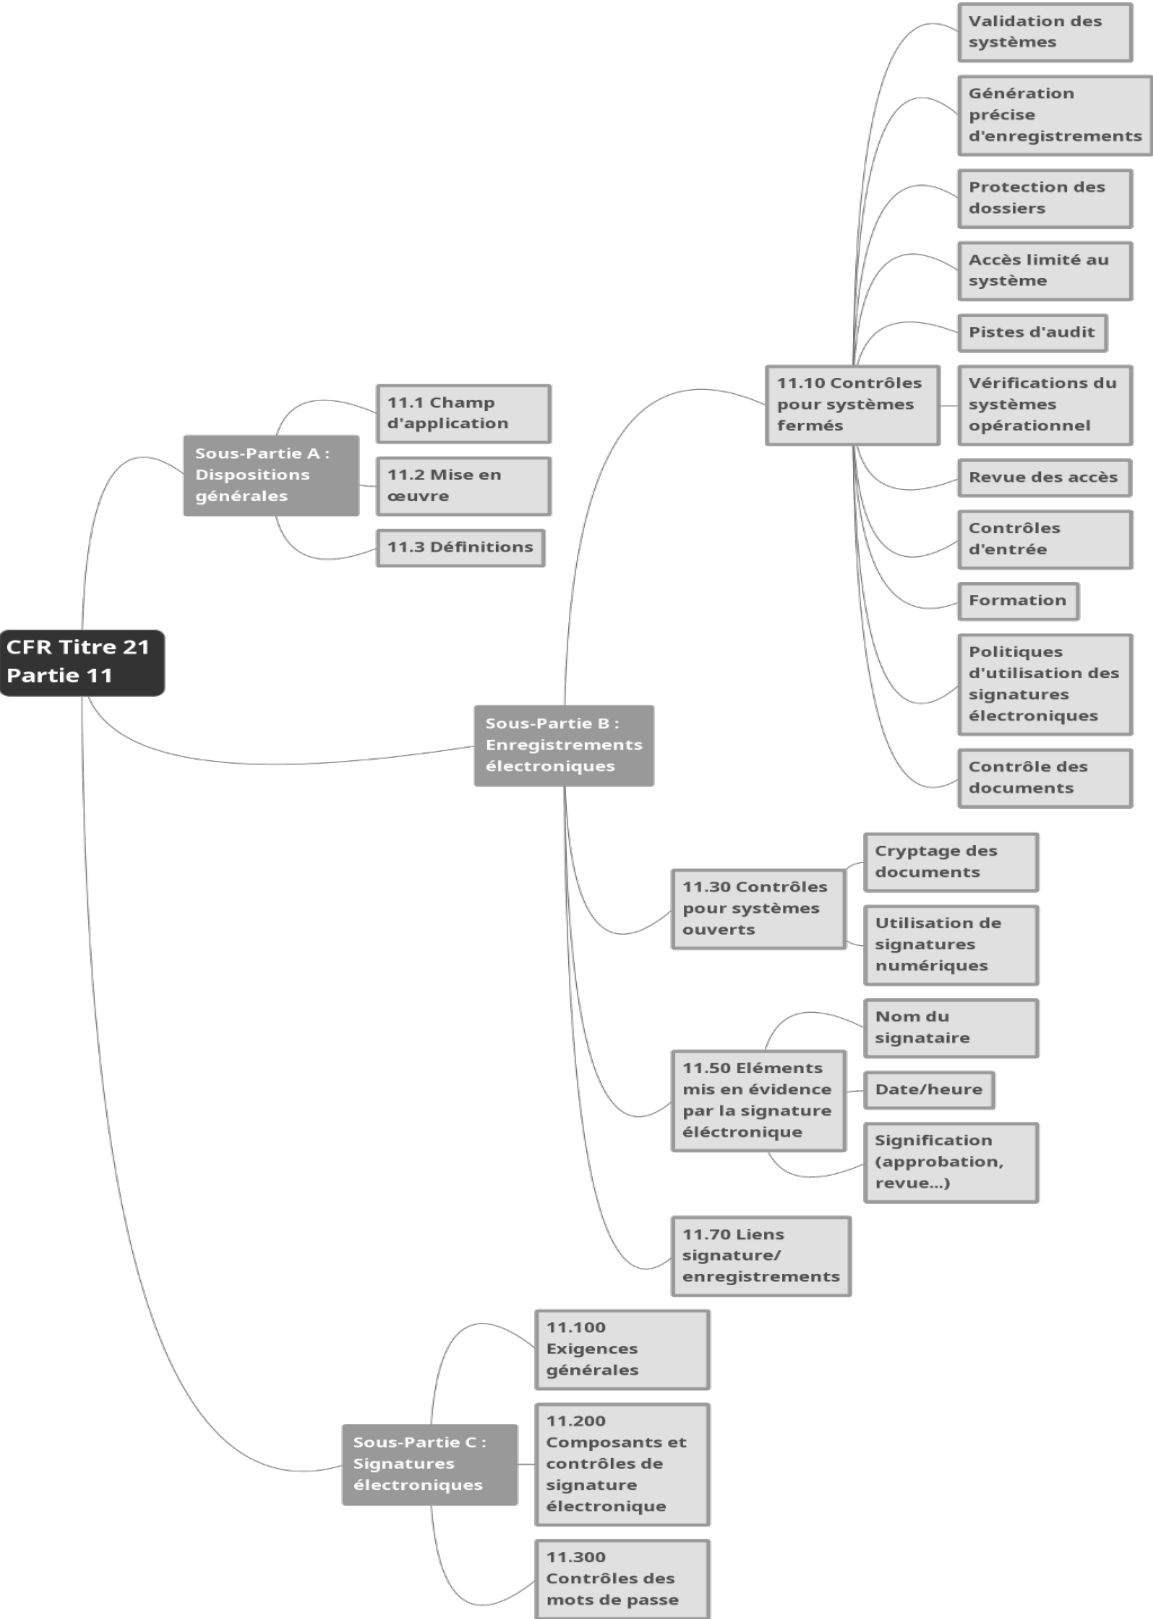 CFR Titre 21
Partie 11
Sous-Partie A :
Dispositions
générales
11.1 Champ
d'application
11.2 Mise en
œuvre
11.3 Définitions
Sous-Partie B :
Enregistrements
électroniques
11.10 Contrôles
pour systèmes
fermés
Validation des
systèmes
Génération
précise
d'enregistrements
Protection des
dossiers
Accès limité au
système
Pistes d'audit
Vérifications du
systèmes
opérationnel
Revue des accès
Contrôles
d'entrée
Formation
Politiques
d'utilisation des
signatures
électroniques
Contrôle des
documents
11.30 Contrôles
pour systèmes
ouverts
Cryptage des
documents
Utilisation de
signatures
numériques
11.50 Eléments
mis en évidence
par la signature
éléctronique
Nom du
signataire
Date/heure
Signification
(approbation,
revue...)
11.70 Liens
signature/
enregistrements
Sous-Partie C :
Signatures
électroniques
11.100
Exigences
générales
11.200
Composants et
contrôles de
signature
électronique
11.300
Contrôles des
mots de passe